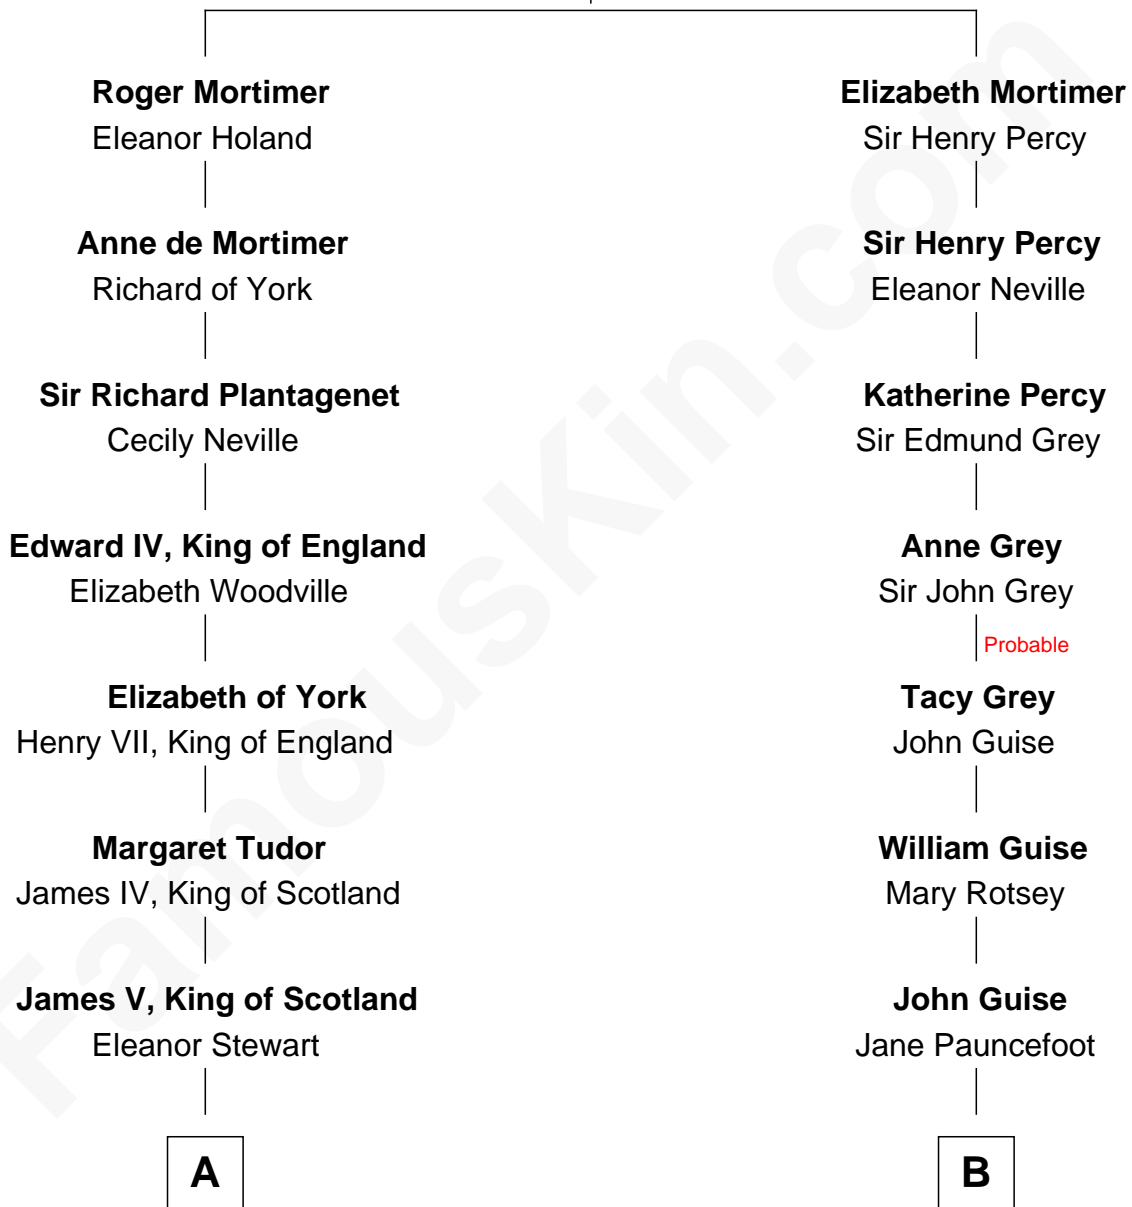 Roger Mortimer
Eleanor Holand
Anne de Mortimer
Richard of York
Sir Richard Plantagenet
Cecily Neville
Edward IV, King of England
Elizabeth Woodville
Elizabeth of York
Henry VII, King of England
Margaret Tudor
James IV, King of Scotland
James V, King of Scotland
Eleanor Stewart
A
Elizabeth Mortimer
Sir Henry Percy
Sir Henry Percy
Eleanor Neville
Katherine Percy
Sir Edmund Grey
Anne Grey
Sir John Grey
Probable
Tacy Grey
John Guise
William Guise
Mary Rotsey
John Guise
Jane Pauncefoot
B
FamousKin.com